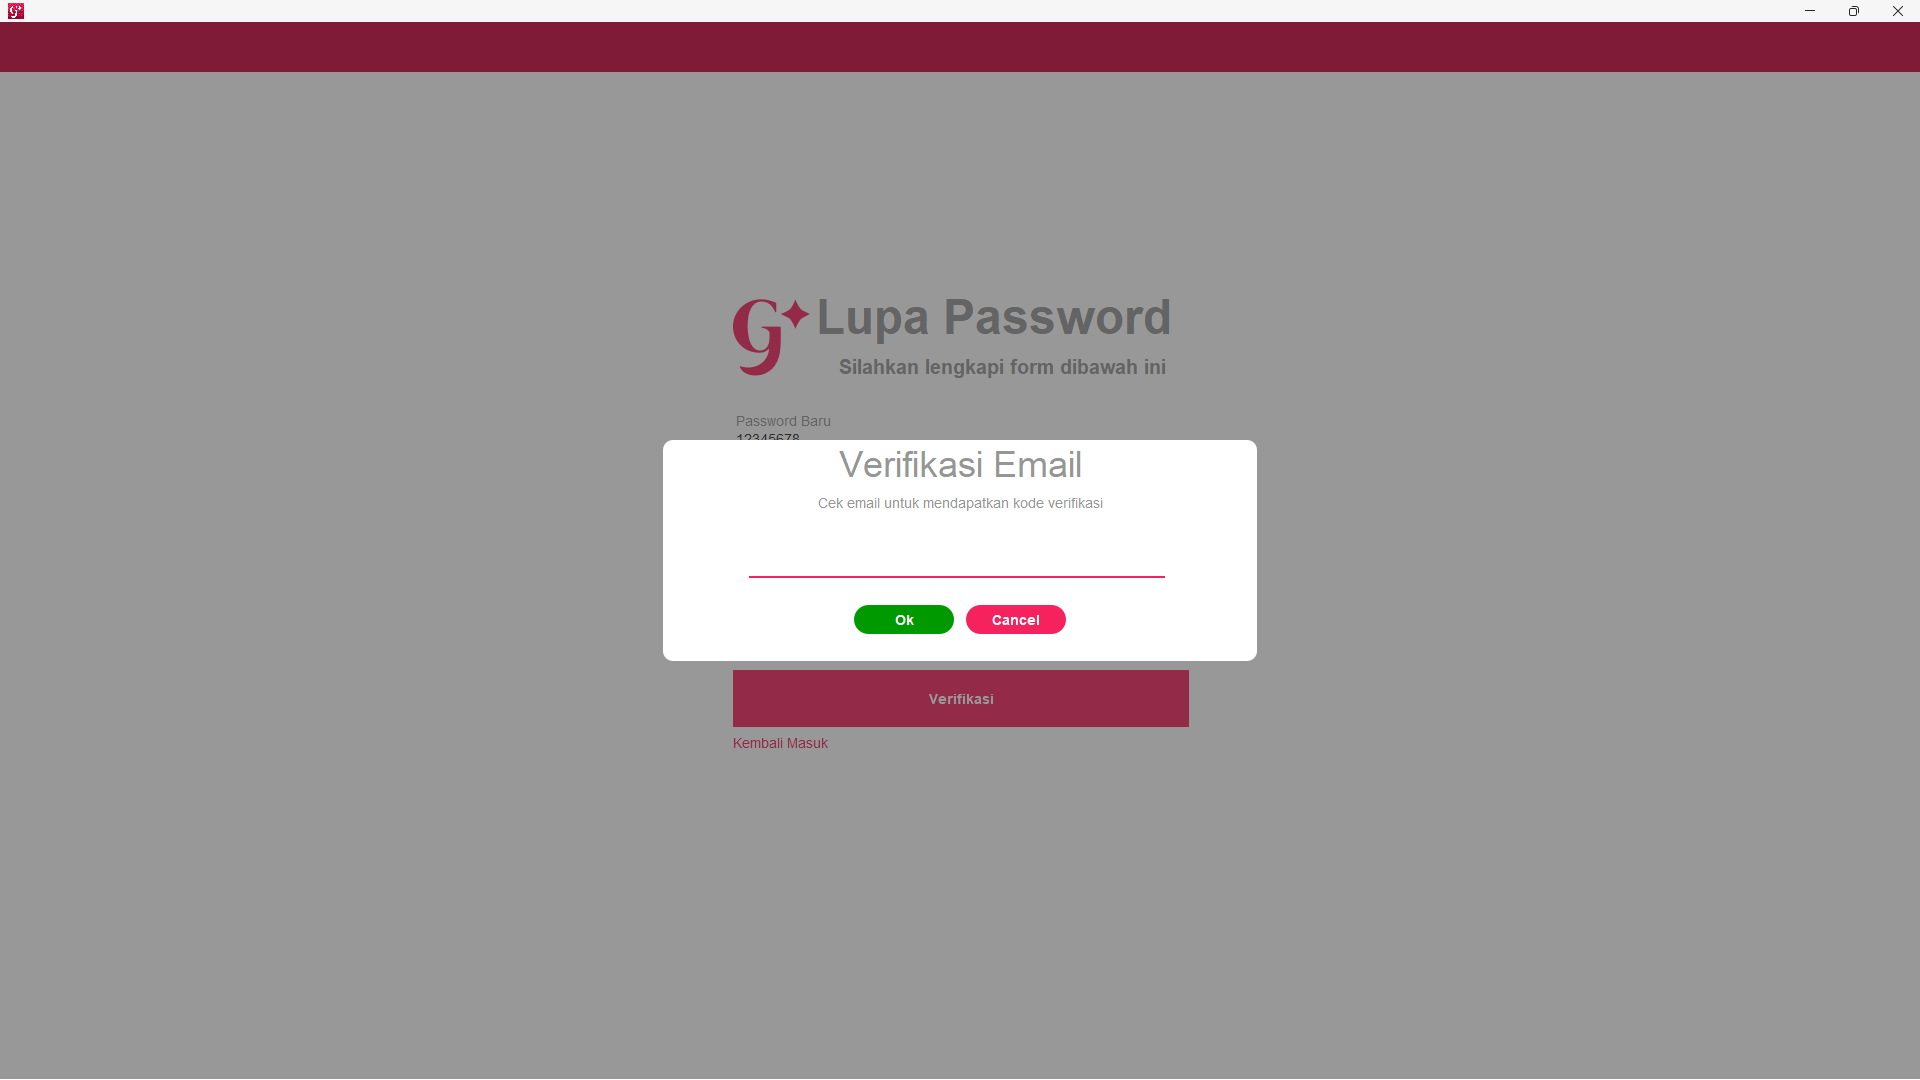 Lupa Password
Silahkan lengkapi form dibawah ini
Password Baru
12345678
Verifikasi Email
Cek email untuk mendapatkan kode verifikasi
Ok Cancel
Verifikasi
Kembali Masuk